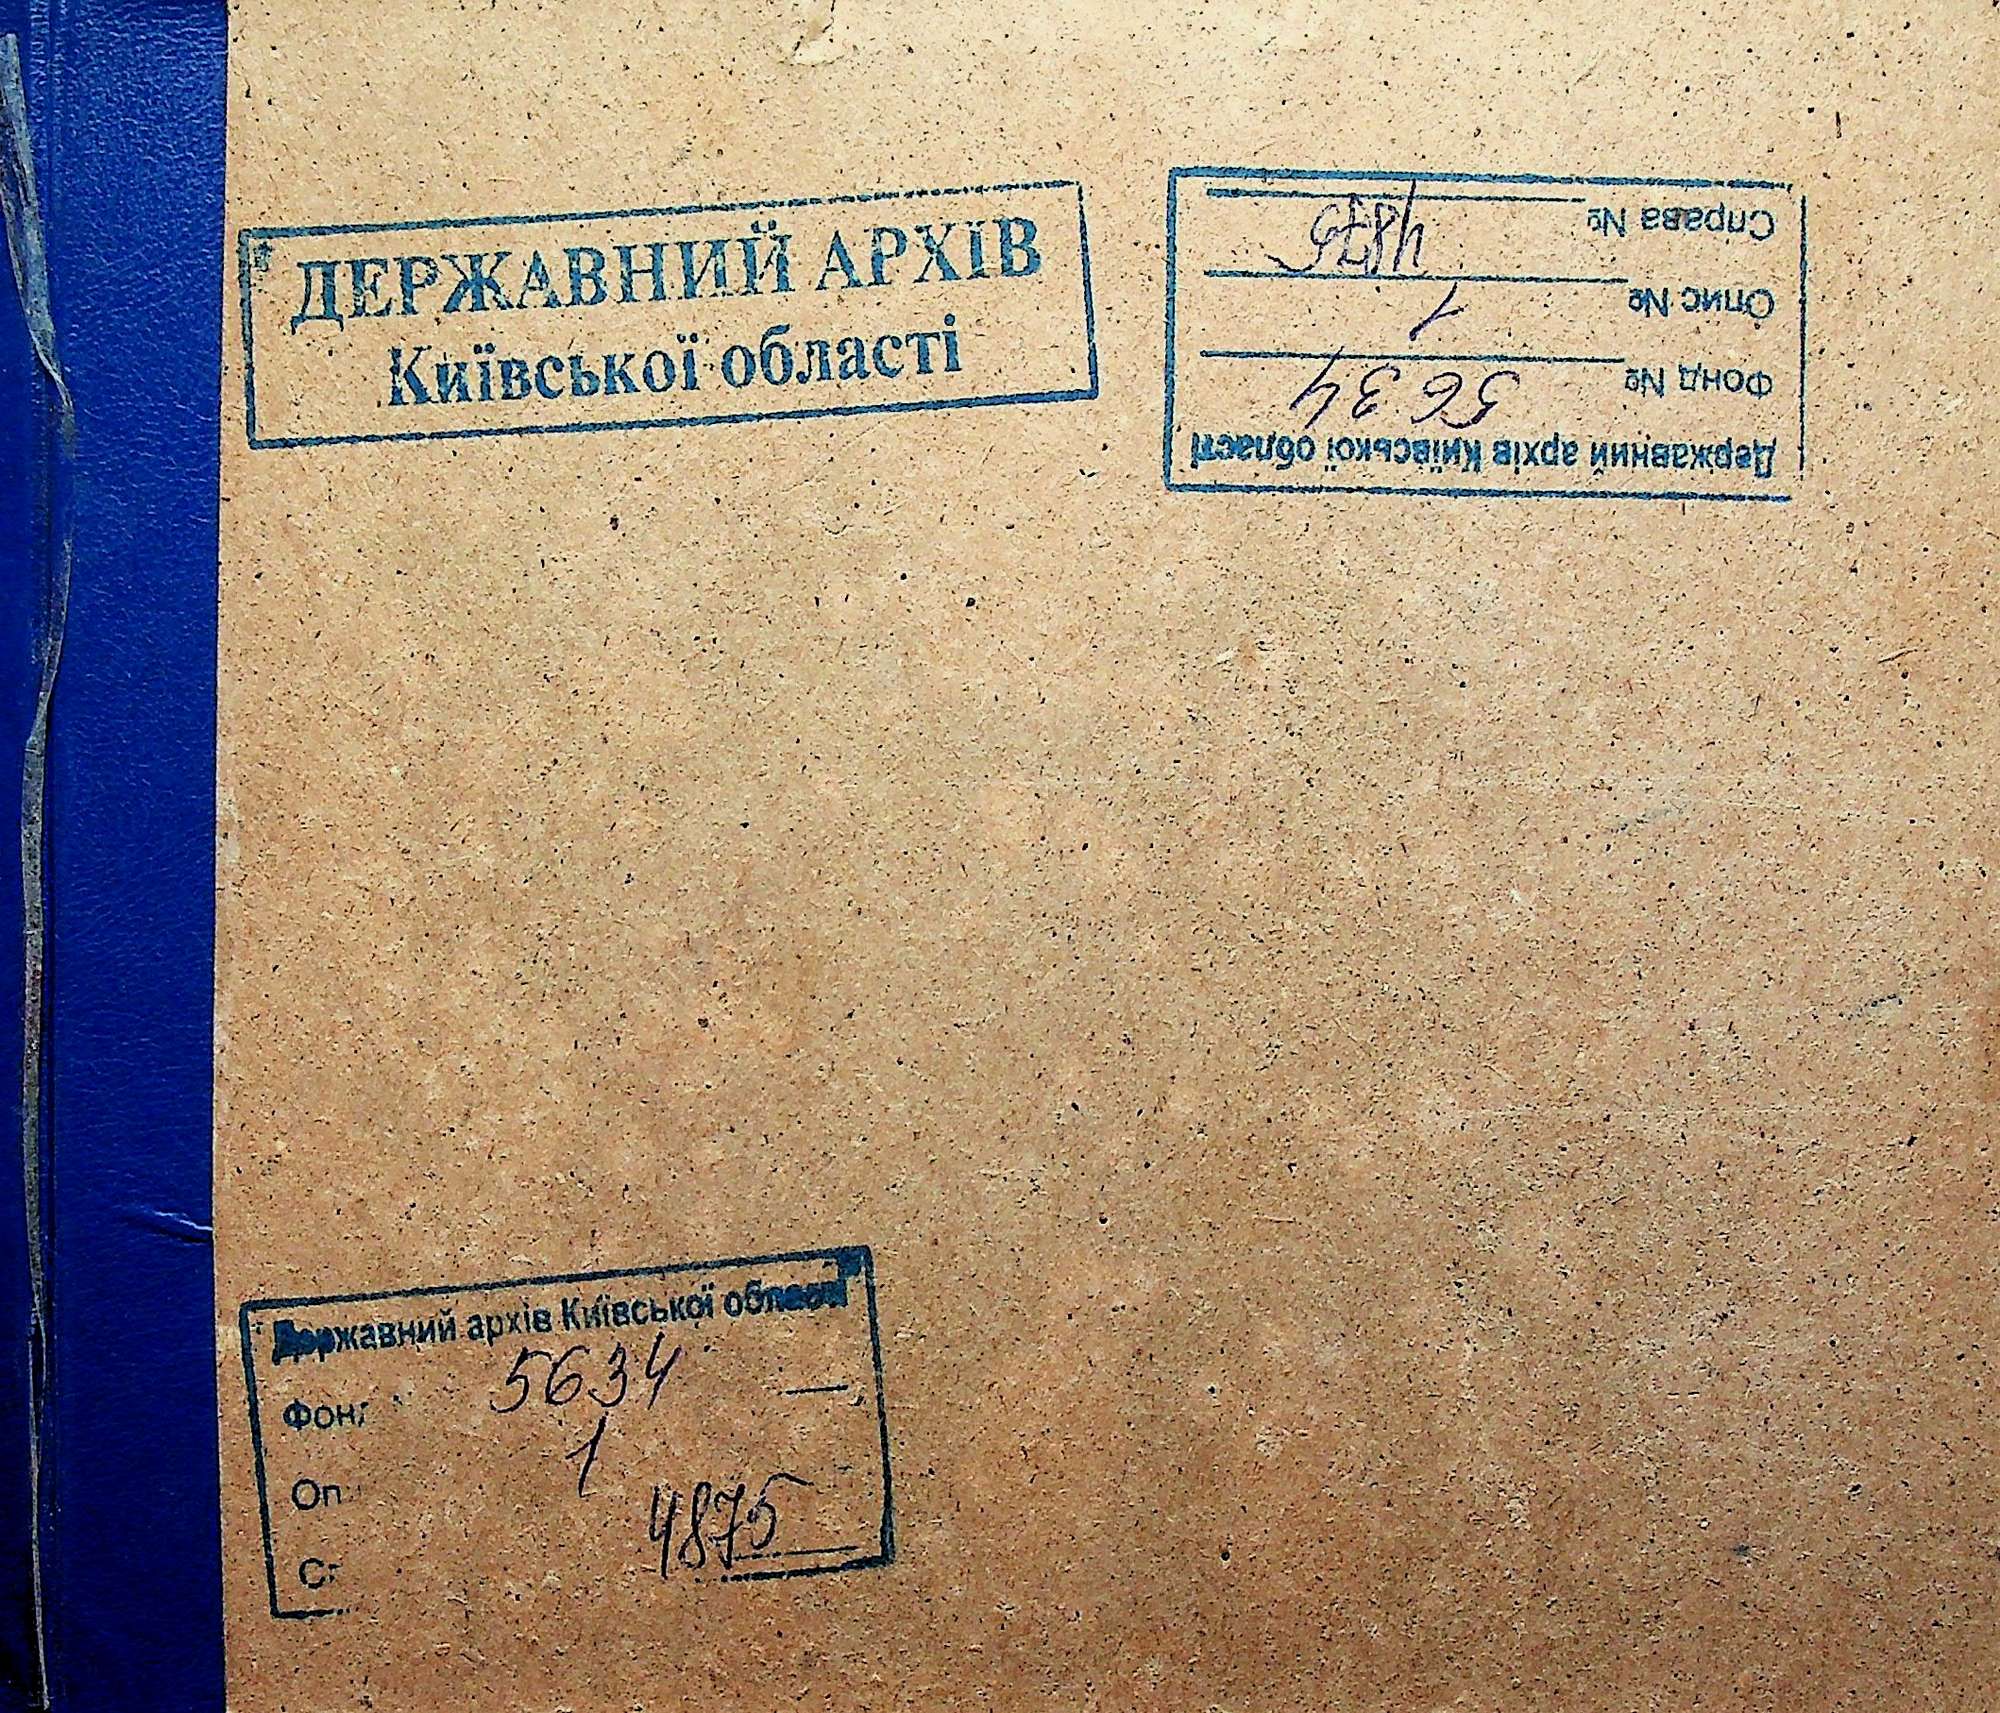 ДЕРЖАВНИЙ АРХІВ
Київської області
Державний архів Київської області
Фонд № 5634
Опис № 1
Справа № 4875
Державний архів Київської області
Фонд 5634
Оп 1
4875